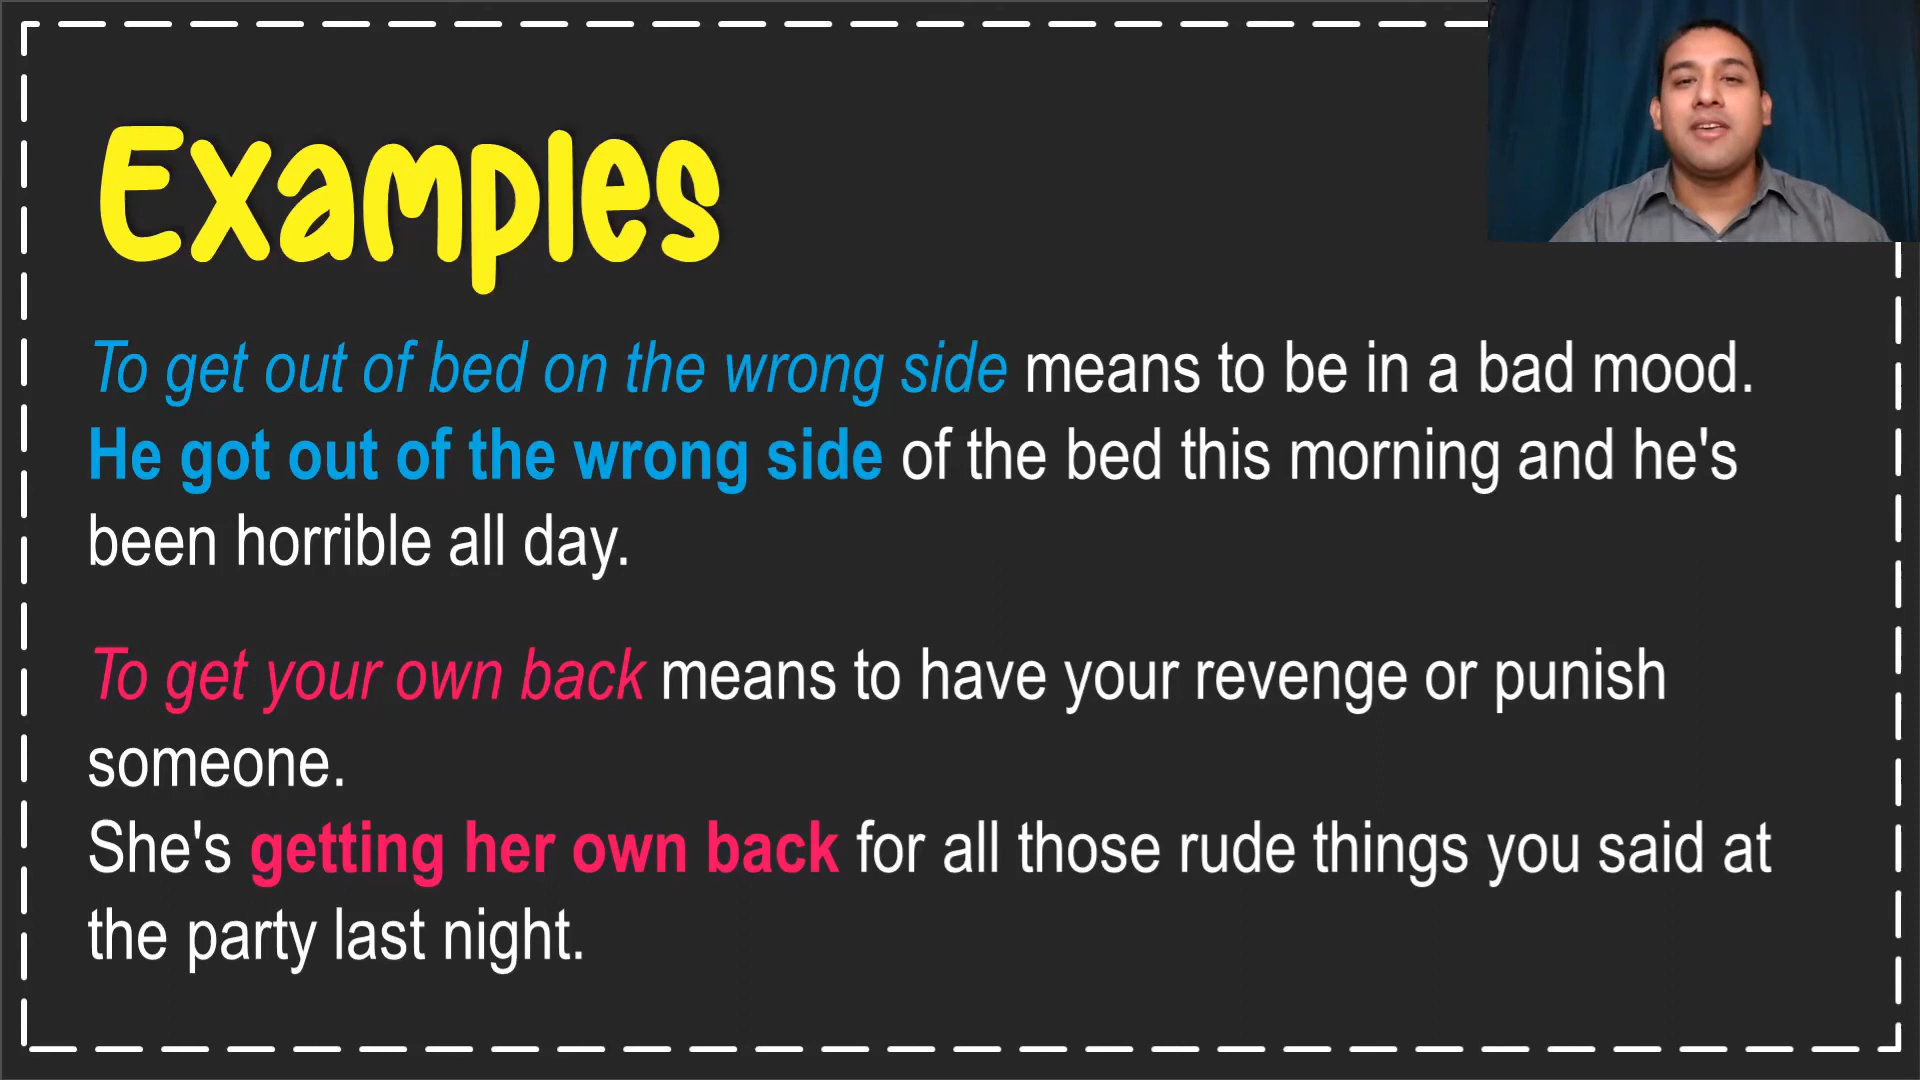 Examples
To get out of bed on the wrong side means to be in a bad mood.
He got out of the wrong side of the bed this morning and he's
been horrible all day.
To get your own back means to have your revenge or punish
someone.
She's getting her own back for all those rude things you said at
the party last night.